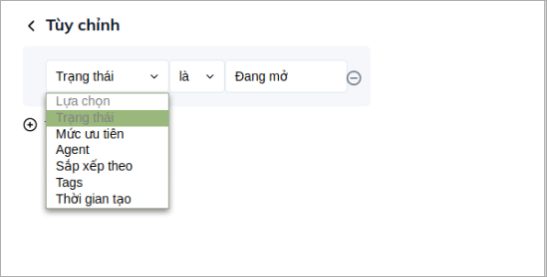 Tùy chỉnh
Trạng thái là Đang mở
Lựa chọn
Trạng thái
Mức ưu tiên
Agent
Sắp xếp theo
Tags
Thời gian tạo